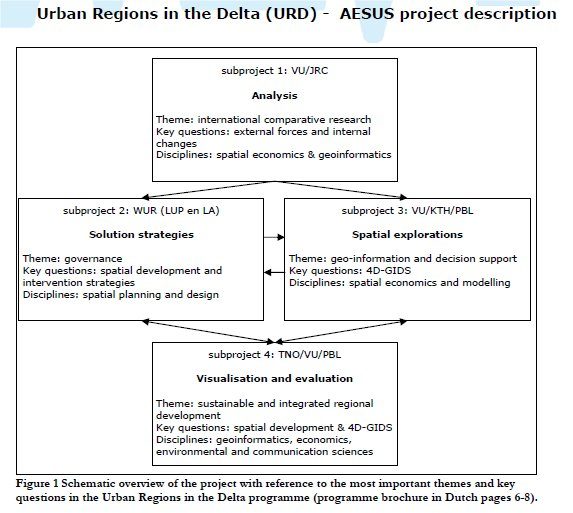 Urban Regions in the Delta (URD) - AESUS project description
subproject 1: VU/JRC
Analysis
Theme: international comparative research
Key questions: external forces and internal
changes
Disciplines: spatial economics & geoinformatics
subproject 2: WUR (LUP en LA)
Solution strategies
Theme: governance
Key questions: spatial development and
intervention strategies
Disciplines: spatial planning and design
subproject 3: VU/KTH/PBL
Spatial explorations
Theme: geo-information and decision support
Key questions: 4D-GIDS
Disciplines: spatial economics and modelling
subproject 4: TNO/VU/PBL
Visualisation and evaluation
Theme: sustainable and integrated regional
development
Key questions: spatial development & 4D-GIDS
Disciplines: geoinformatics, economics,
environmental and communication sciences
Figure 1 Schematic overview of the project with reference to the most important themes and key
questions in the Urban Regions in the Delta programme (programme brochure in Dutch pages 6-8).